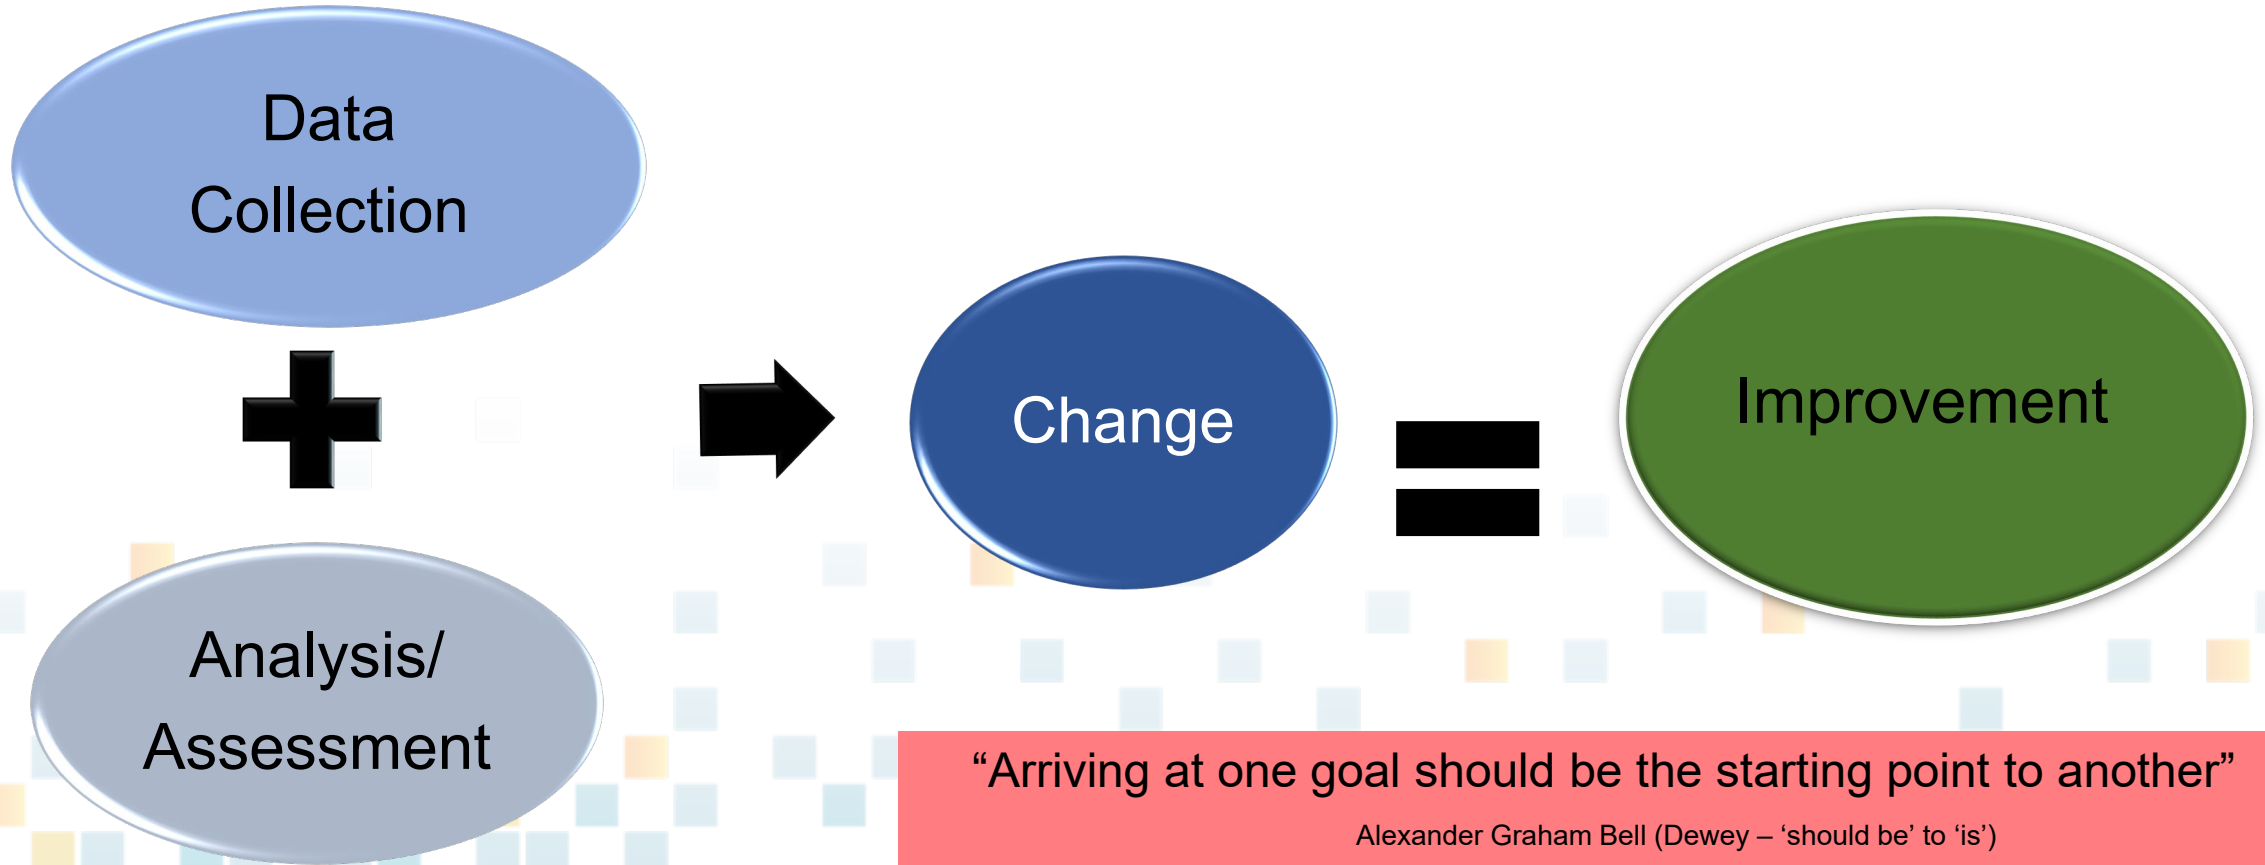 Data
Collection
Analysis/
Assessment
Change
Improvement
“Arriving at one goal should be the starting point to another”
Alexander Graham Bell (Dewey – ‘should be’ to ‘is’)